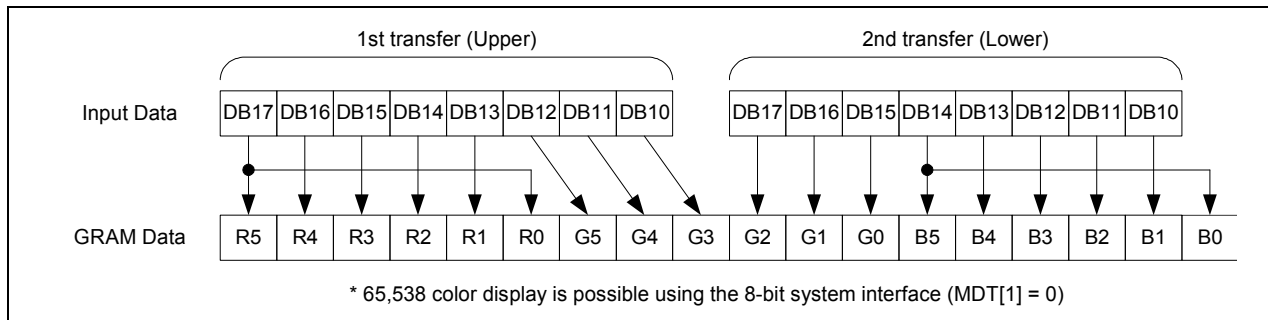 1st transfer (Upper) 2nd transfer (Lower)
Input Data DB17 DB16 DB15 DB14 DB13 DB12 DB11 DB10 DB17 DB16 DB15 DB14 DB13 DB12 DB11 DB10
GRAM Data R5 R4 R3 R2 R1 R0 G5 G4 G3 G2 G1 G0 B5 B4 B3 B2 B1 B0
* 65,538 color display is possible using the 8-bit system interface (MDT[1] = 0)